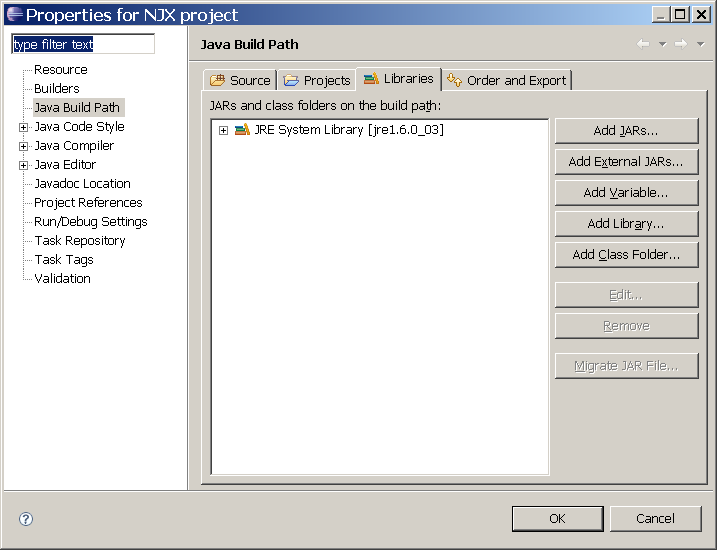 Properties for NJX project
type filter text
Resource
Builders
Java Build Path
Java Code Style
Java Compiler
Java Editor
Javadoc Location
Project References
Run/Debug Settings
Task Repository
Task Tags
Validation
Java Build Path
Source Projects Libraries Order and Export
JARs and class folders on the build path:
JRE System Library [jre1.6.0_03]
Add JARs...
Add External JARs...
Add Variable...
Add Library...
Add Class Folder...
Edit...
Remove
Migrate JAR File...
OK Cancel